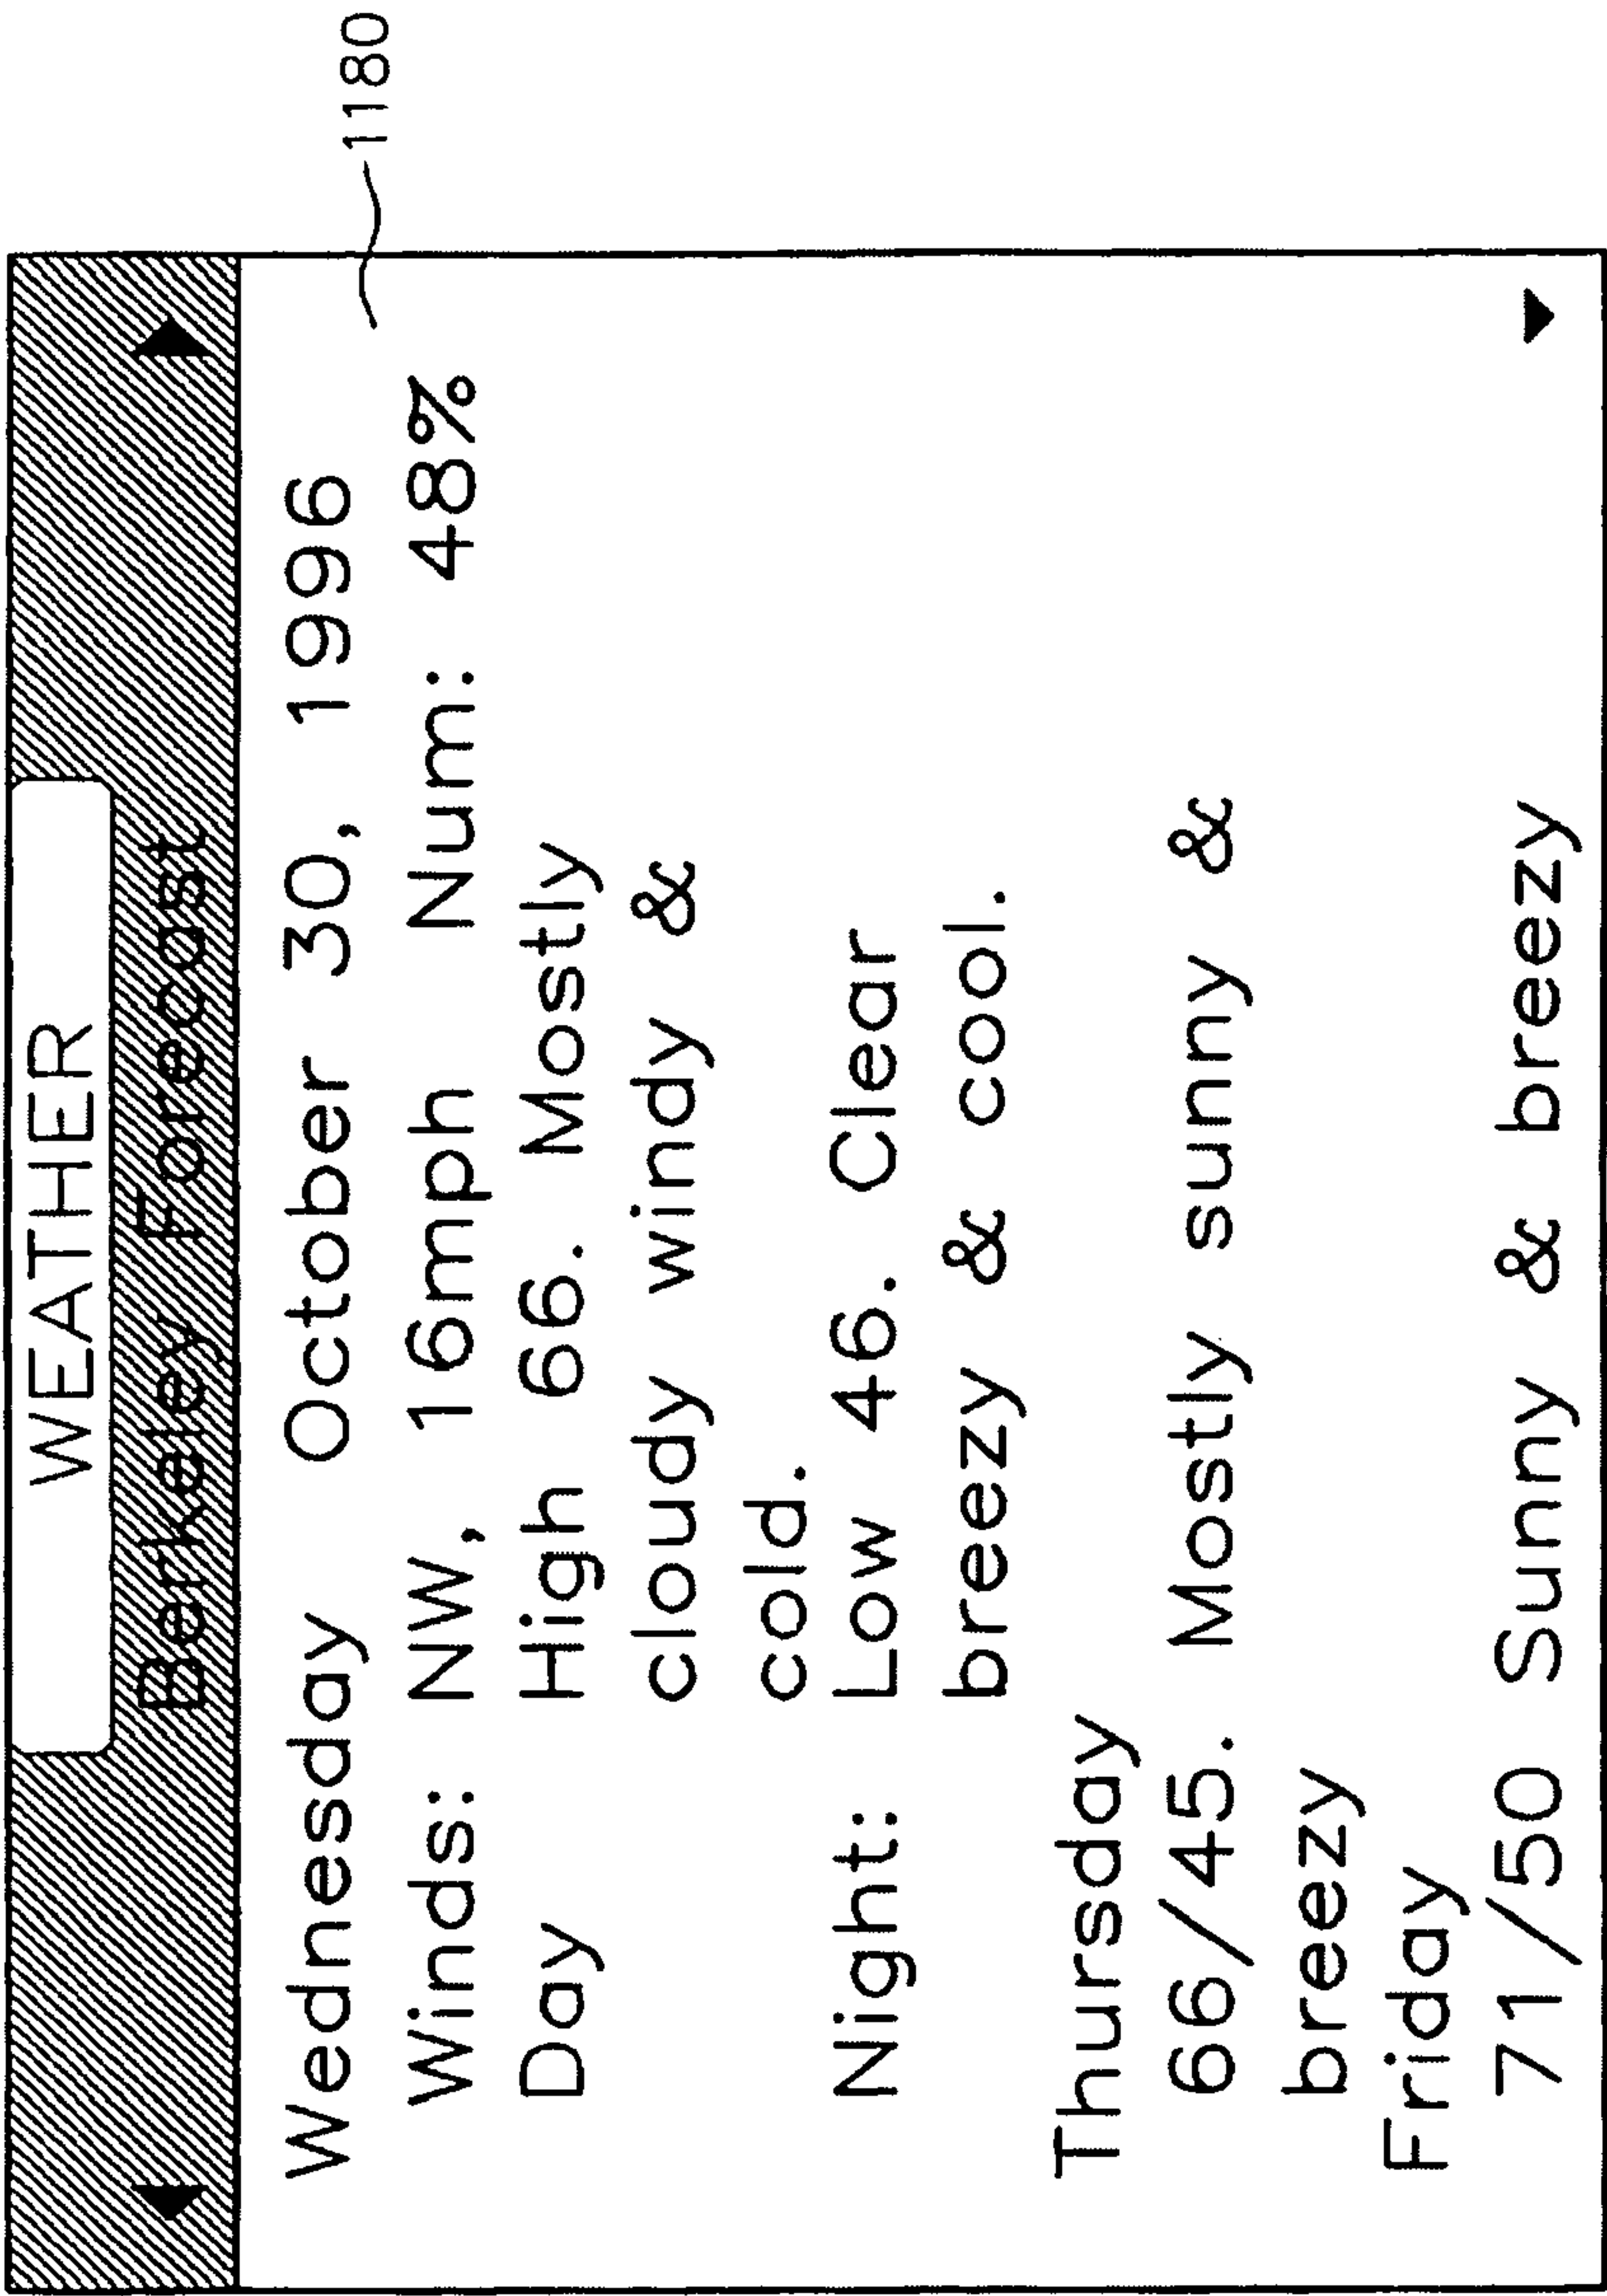 WEATHER
Berkeley Forecast
Wednesday October 30, 1996
Winds: NW, 16mph Num: 48%
Day High 66. Mostly
cloudy windy &
cold.
Night: Low 46. Clear
breezy & cool.
Thursday
66/45. Mostly sunny &
breezy
Friday
71/50 Sunny & breezy
1180